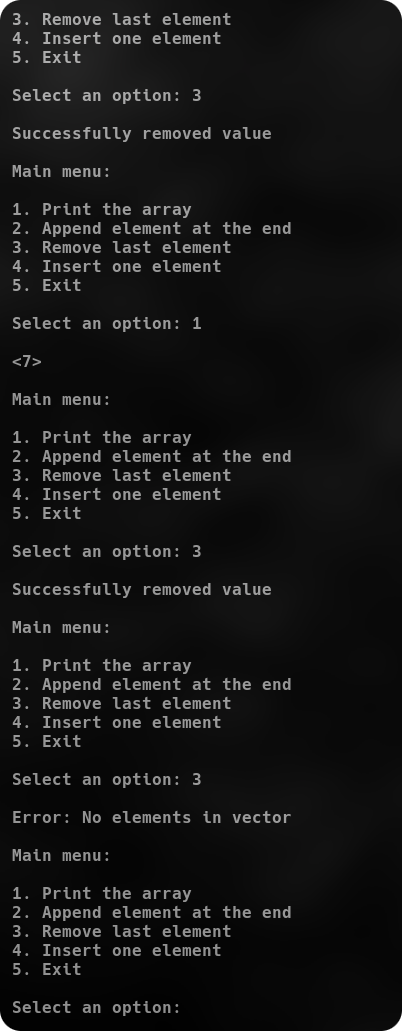 3. Remove last element
4. Insert one element
5. Exit
Select an option: 3
Successfully removed value
Main menu:
1. Print the array
2. Append element at the end
3. Remove last element
4. Insert one element
5. Exit
Select an option: 1
<7>
Main menu:
1. Print the array
2. Append element at the end
3. Remove last element
4. Insert one element
5. Exit
Select an option: 3
Successfully removed value
Main menu:
1. Print the array
2. Append element at the end
3. Remove last element
4. Insert one element
5. Exit
Select an option: 3
Error: No elements in vector
Main menu:
1. Print the array
2. Append element at the end
3. Remove last element
4. Insert one element
5. Exit
Select an option: